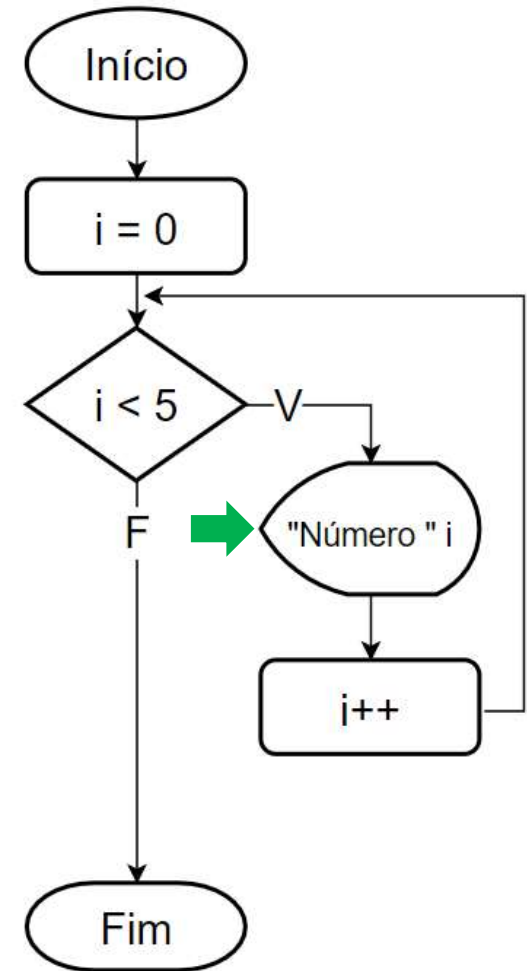 Início
i = 0
i < 5
V
F
"Número " i
i++
Fim